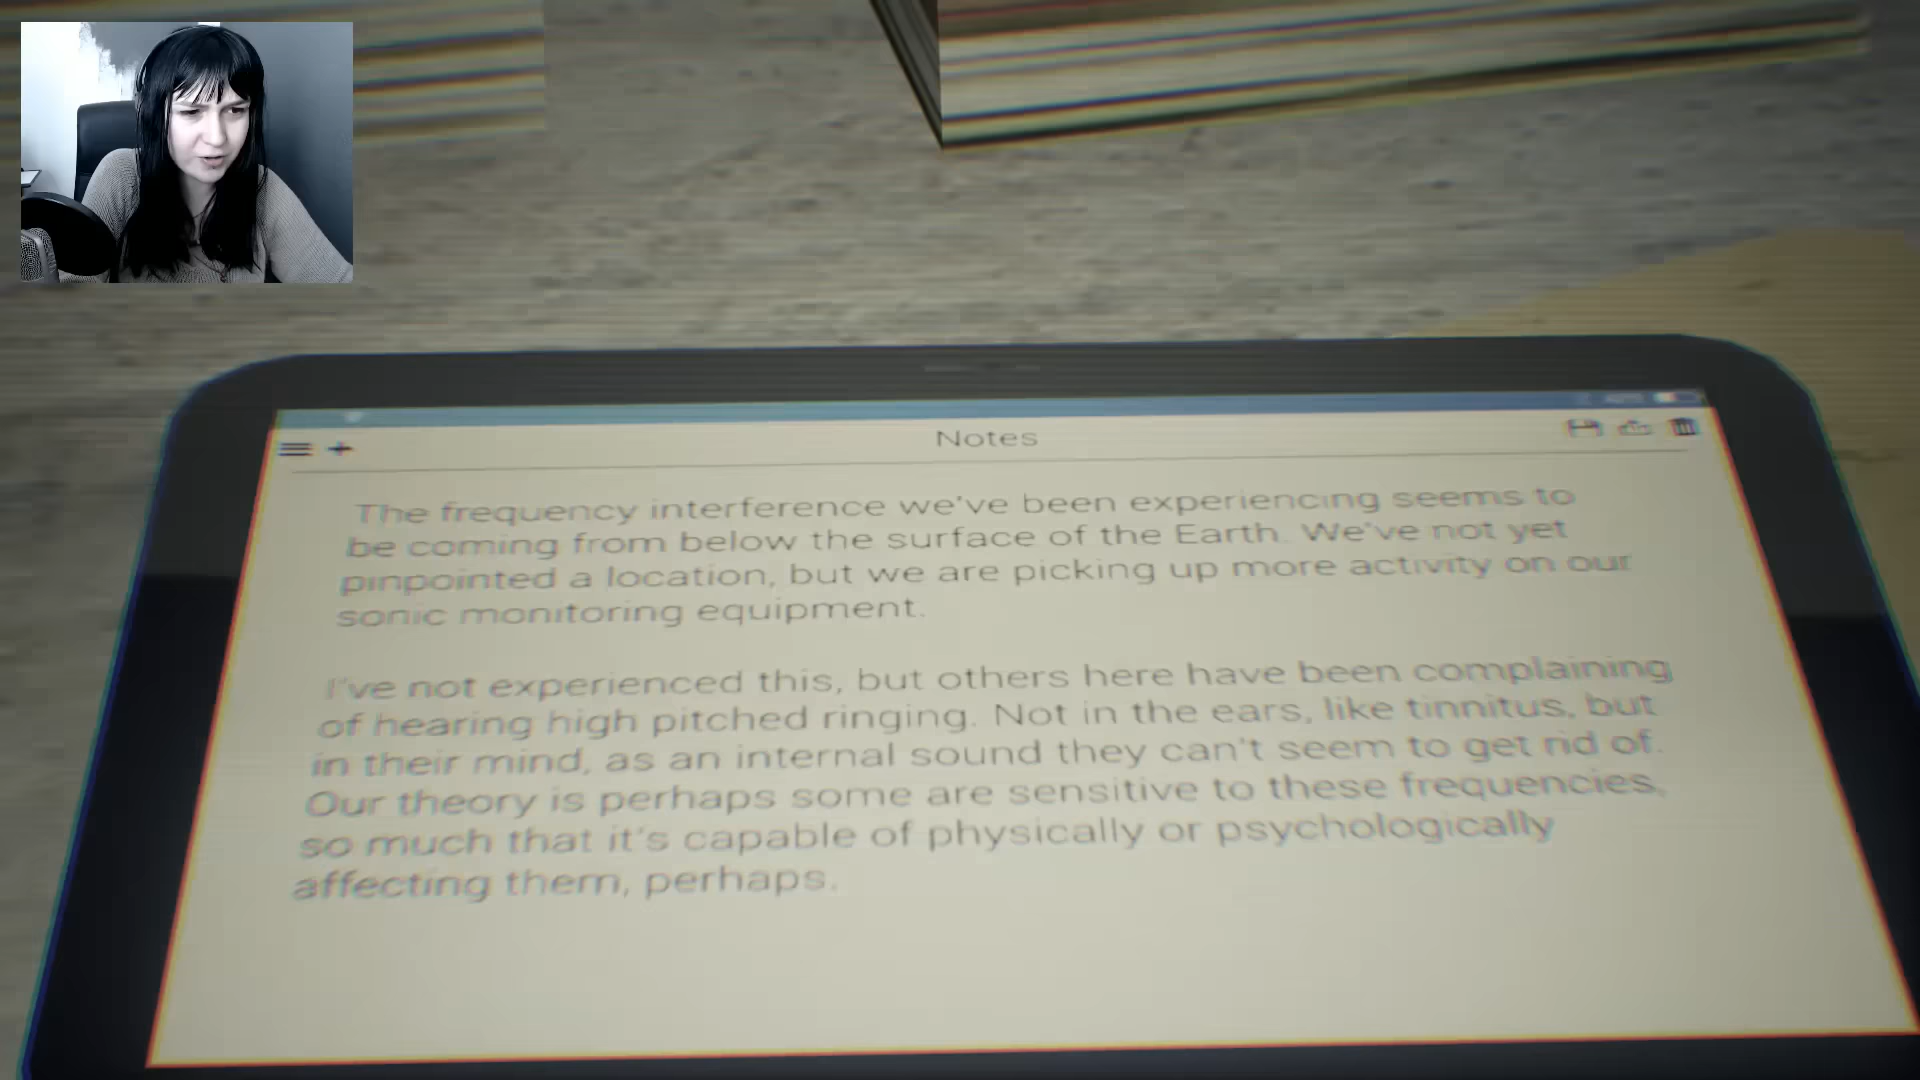 Notes
The frequency interference we've been experiencing seems to
be coming from below the surface of the Earth. We've not yet
pinpointed a location, but we are picking up more activity on our
sonic monitoring equipment.
I've not experienced this, but others here have been complaining
of hearing high pitched ringing. Not in the ears, like tinnitus, but
in their mind, as an internal sound they can't seem to get rid of.
Our theory is perhaps some are sensitive to these frequencies,
so much that it's capable of physically or psychologically
affecting them, perhaps.